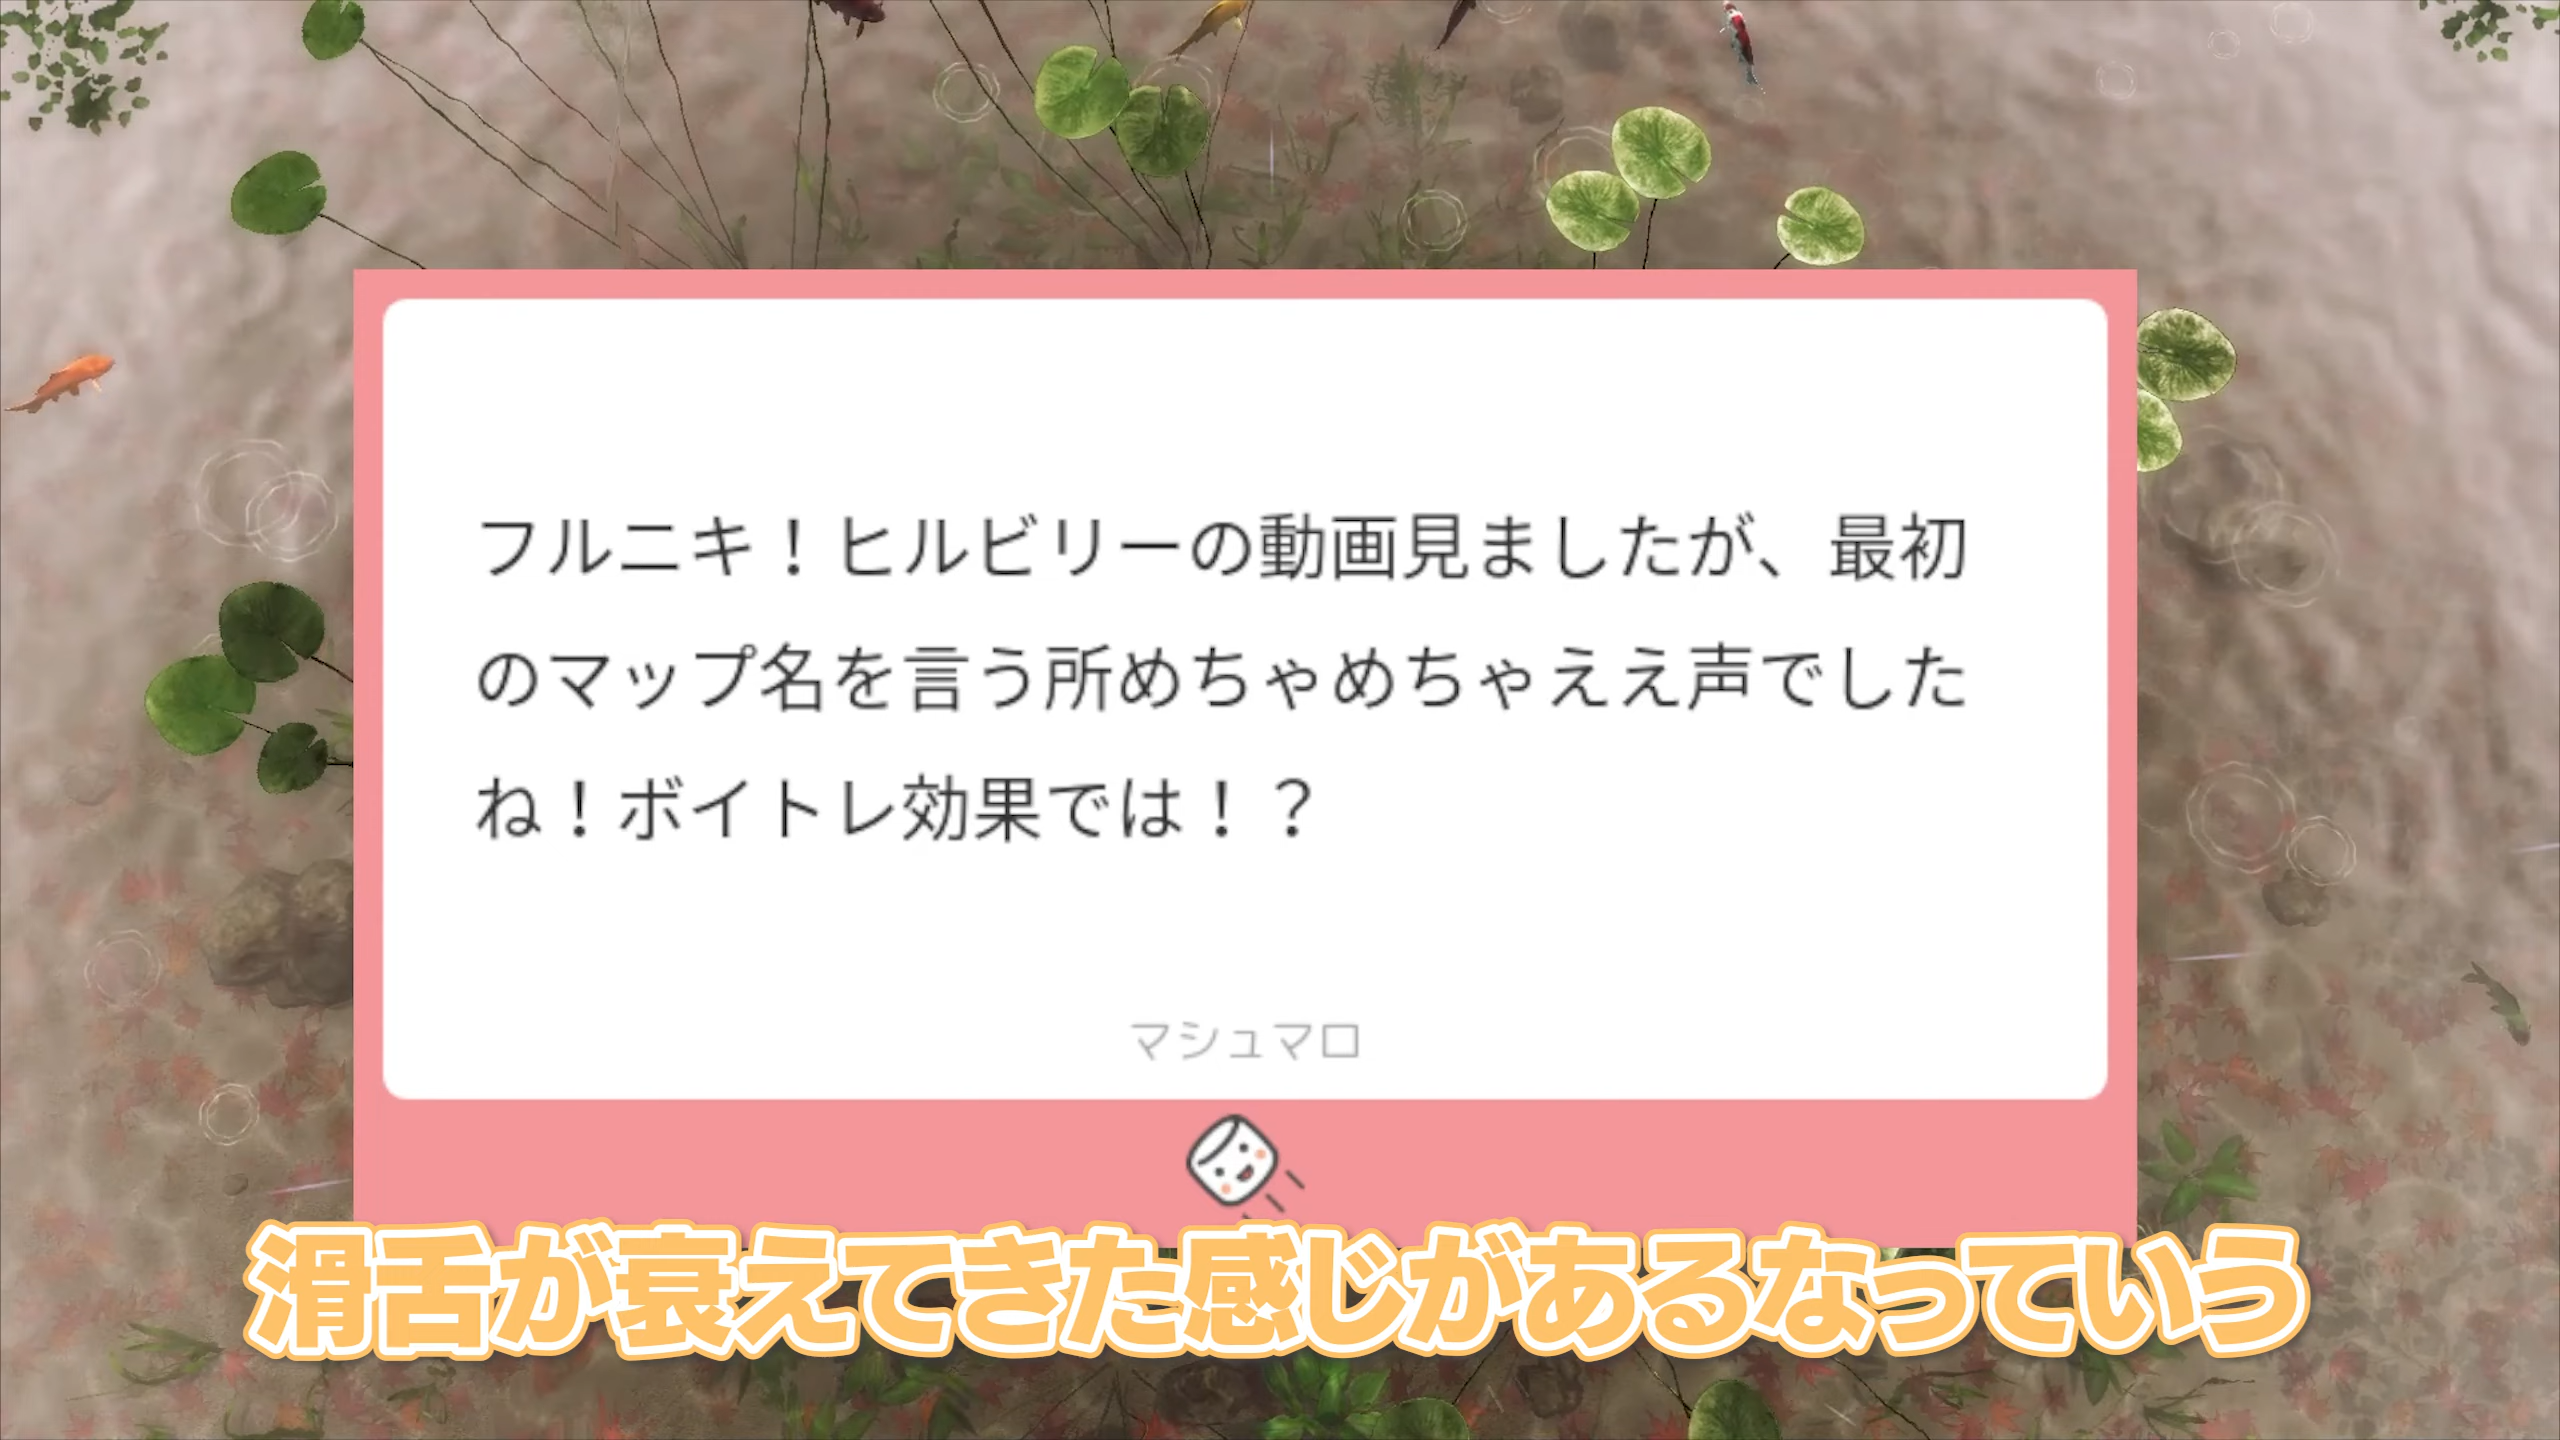 フルニキ！ヒルビリーの動画見ましたが、最初
のマップ名を言う所めちゃめちゃええ声でした
ね！ボイトレ効果では！？
マシュマロ
滑舌が衰えてきた感じがあるなっていう